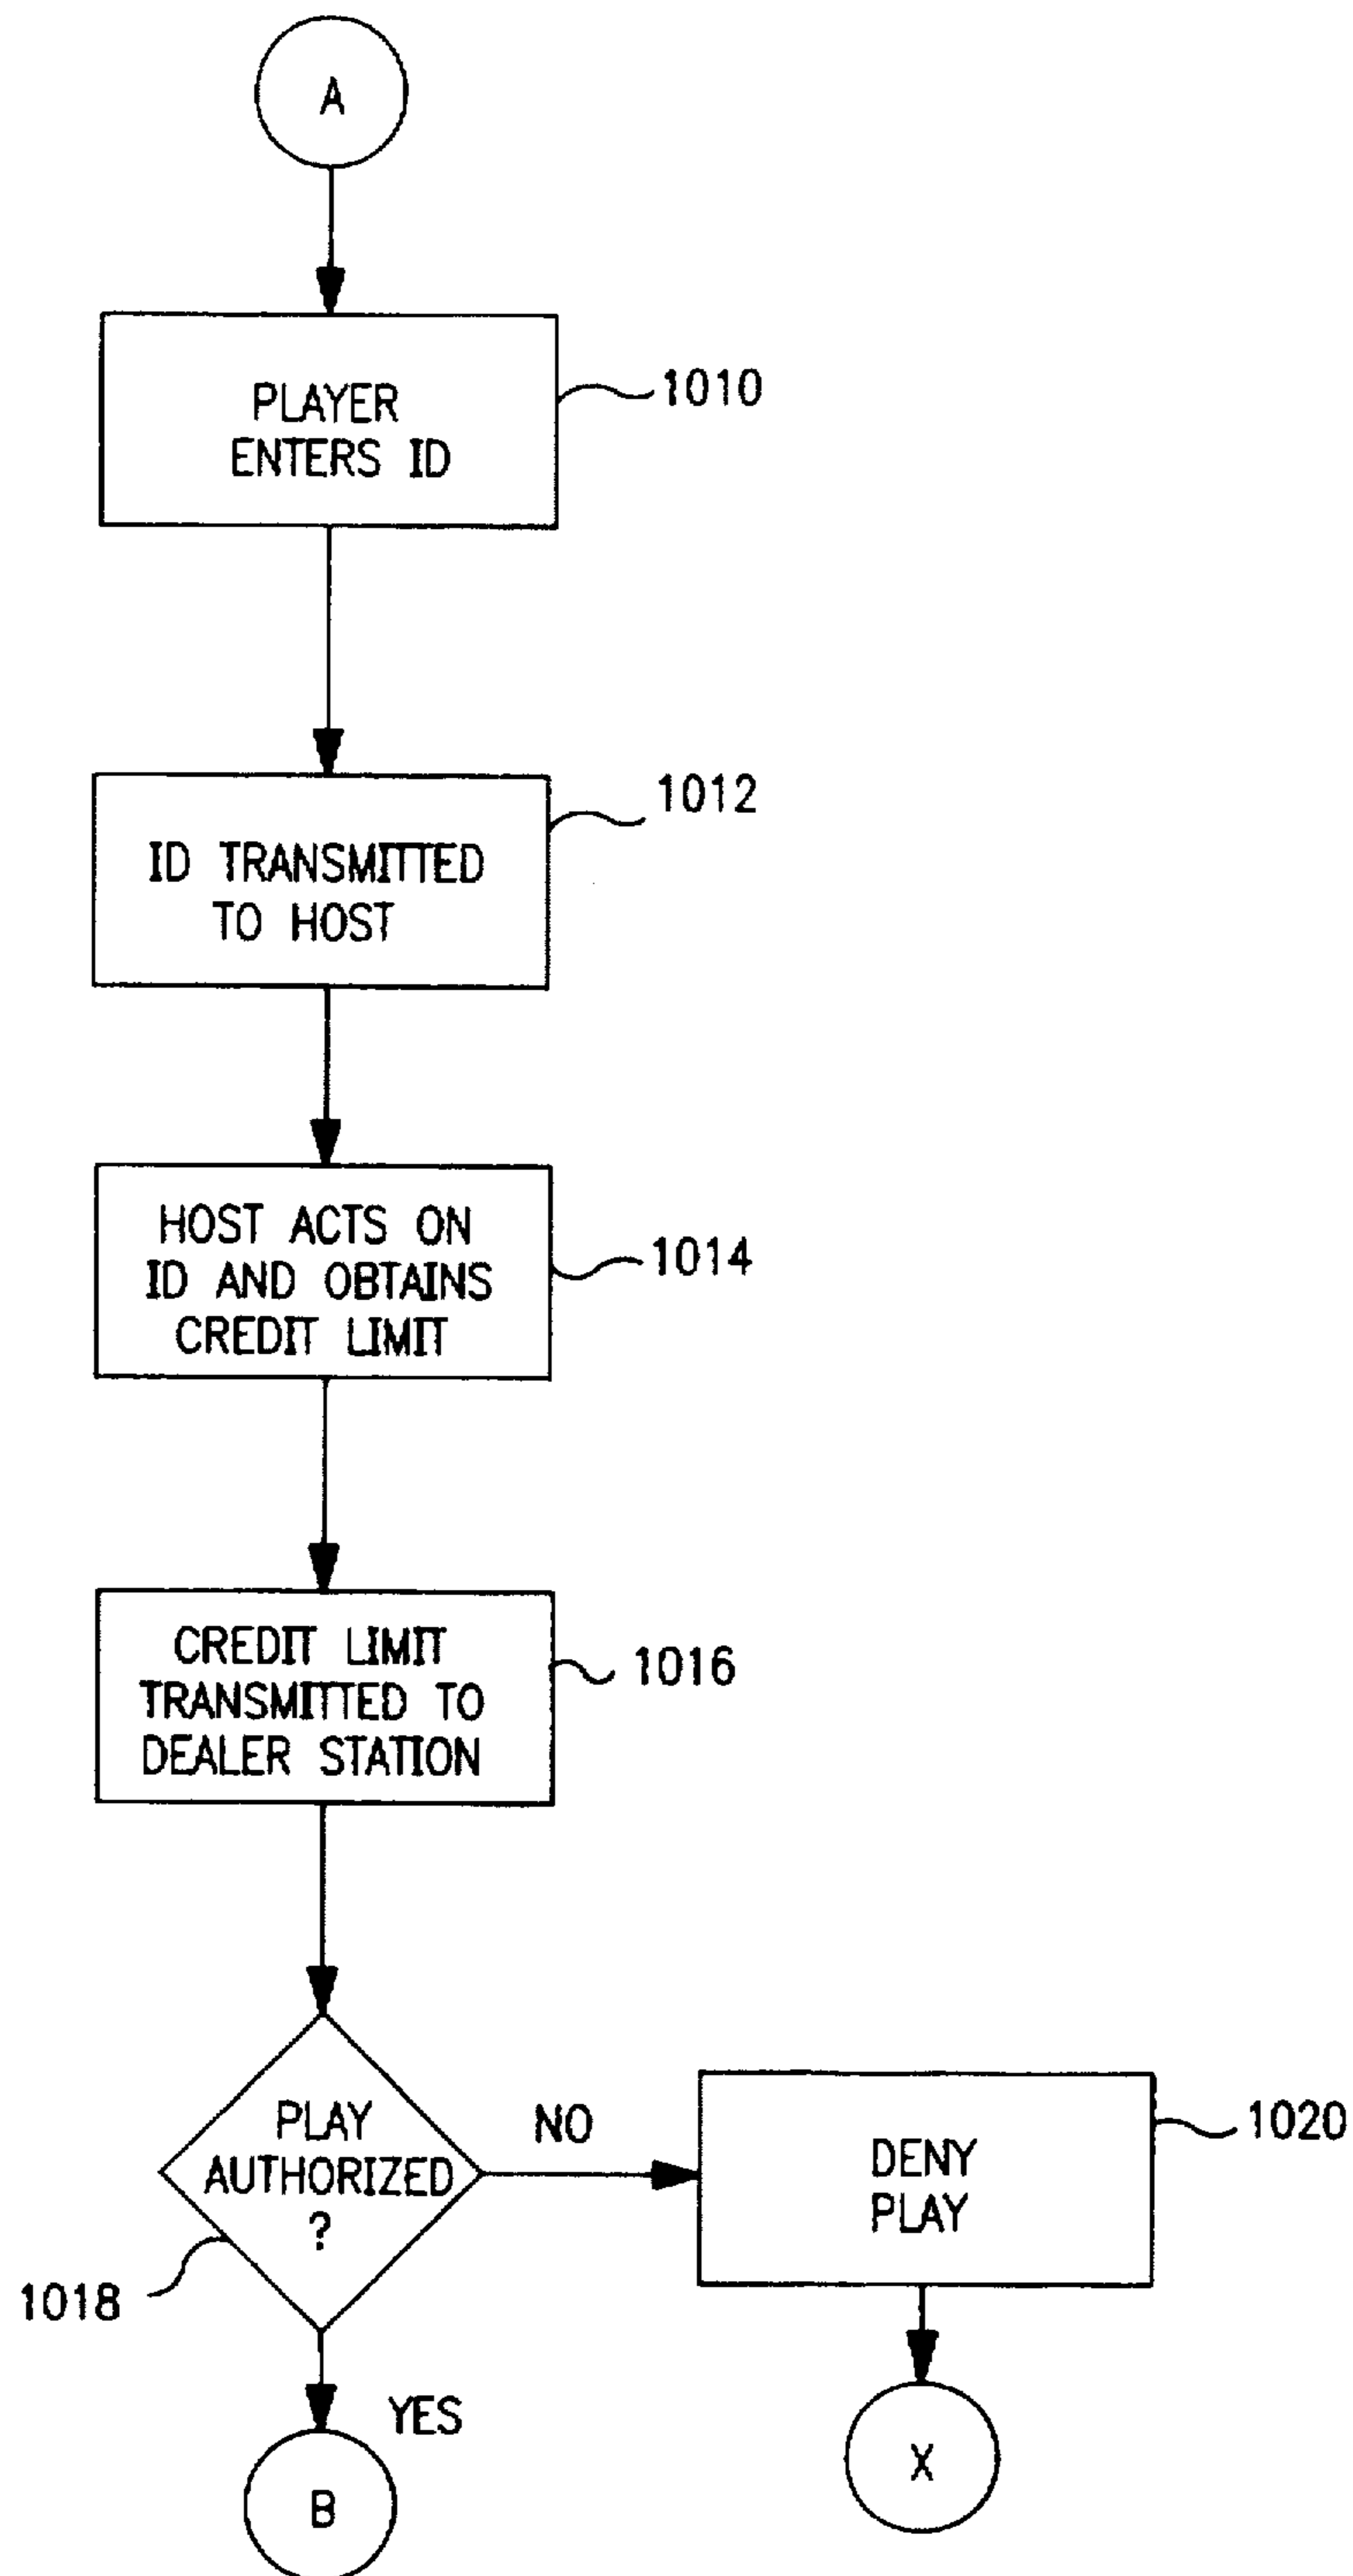 A
PLAYER
ENTERS ID
1010
1012
ID TRANSMITTED
TO HOST
HOST ACTS ON
ID AND OBTAINS
CREDIT LIMIT
1014
CREDIT LIMIT
TRANSMITTED TO
DEALER STATION
1016
PLAY
AUTHORIZED
?
1018
NO
DENY
PLAY
1020
YES
B
X